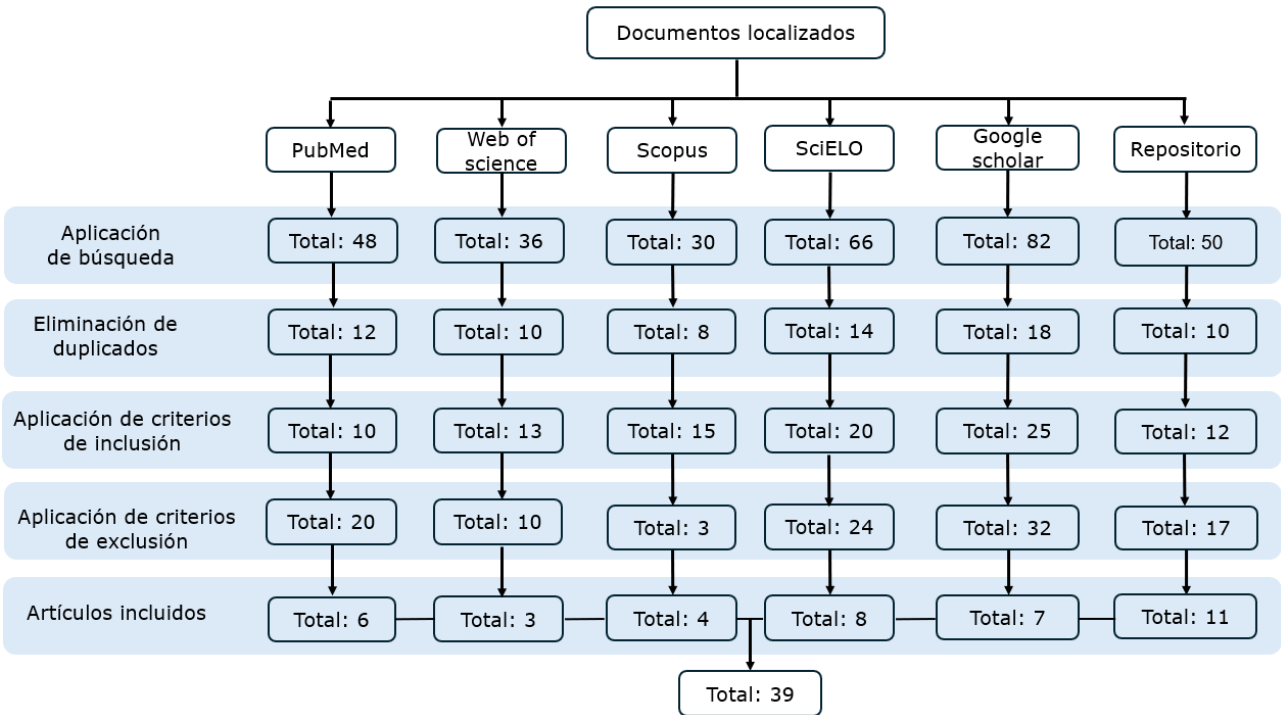 Documentos localizados
PubMed
Web of
science
Scopus
SciELO
Google
scholar
Repositorio
Aplicación
de búsqueda
Total: 48
Total: 36
Total: 30
Total: 66
Total: 82
Total: 50
Eliminación de
duplicados
Total: 12
Total: 10
Total: 8
Total: 14
Total: 18
Total: 10
Aplicación de criterios
de inclusión
Total: 10
Total: 13
Total: 15
Total: 20
Total: 25
Total: 12
Aplicación de criterios
de exclusión
Total: 20
Total: 10
Total: 3
Total: 24
Total: 32
Total: 17
Artículos incluidos
Total: 6
Total: 3
Total: 4
Total: 8
Total: 7
Total: 11
Total: 39